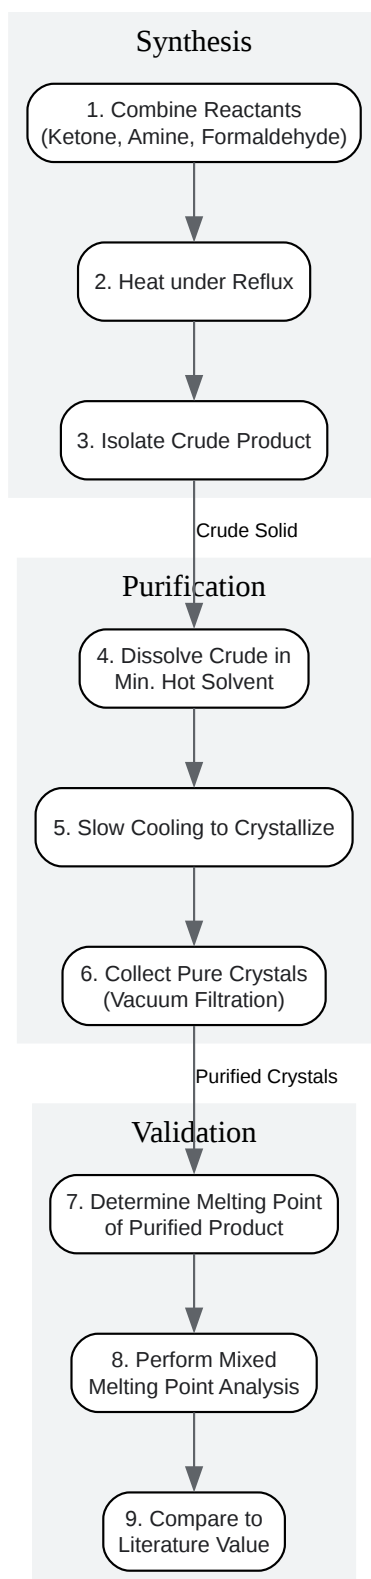 Synthesis
1. Combine Reactants
(Ketone, Amine, Formaldehyde)
2. Heat under Reflux
3. Isolate Crude Product
Crude Solid
Purification
4. Dissolve Crude in
Min. Hot Solvent
5. Slow Cooling to Crystallize
6. Collect Pure Crystals
(Vacuum Filtration)
Purified Crystals
Validation
7. Determine Melting Point
of Purified Product
8. Perform Mixed
Melting Point Analysis
9. Compare to
Literature Value